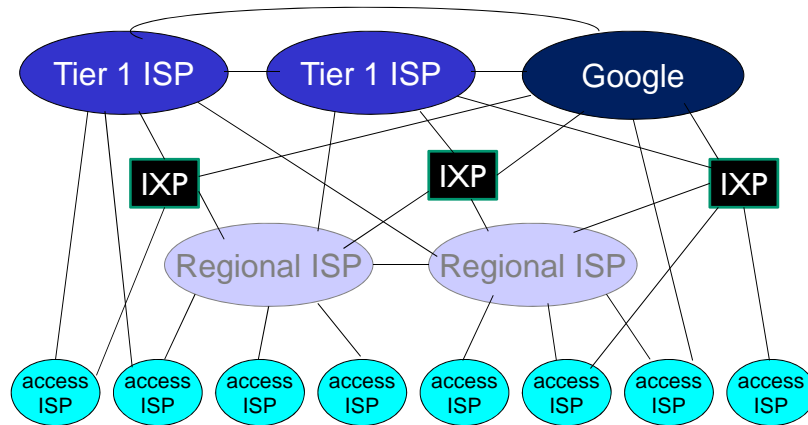 Tier 1 ISP
Tier 1 ISP
Google
IXP
IXP
IXP
Regional ISP
Regional ISP
access
ISP
access
ISP
access
ISP
access
ISP
access
ISP
access
ISP
access
ISP
access
ISP